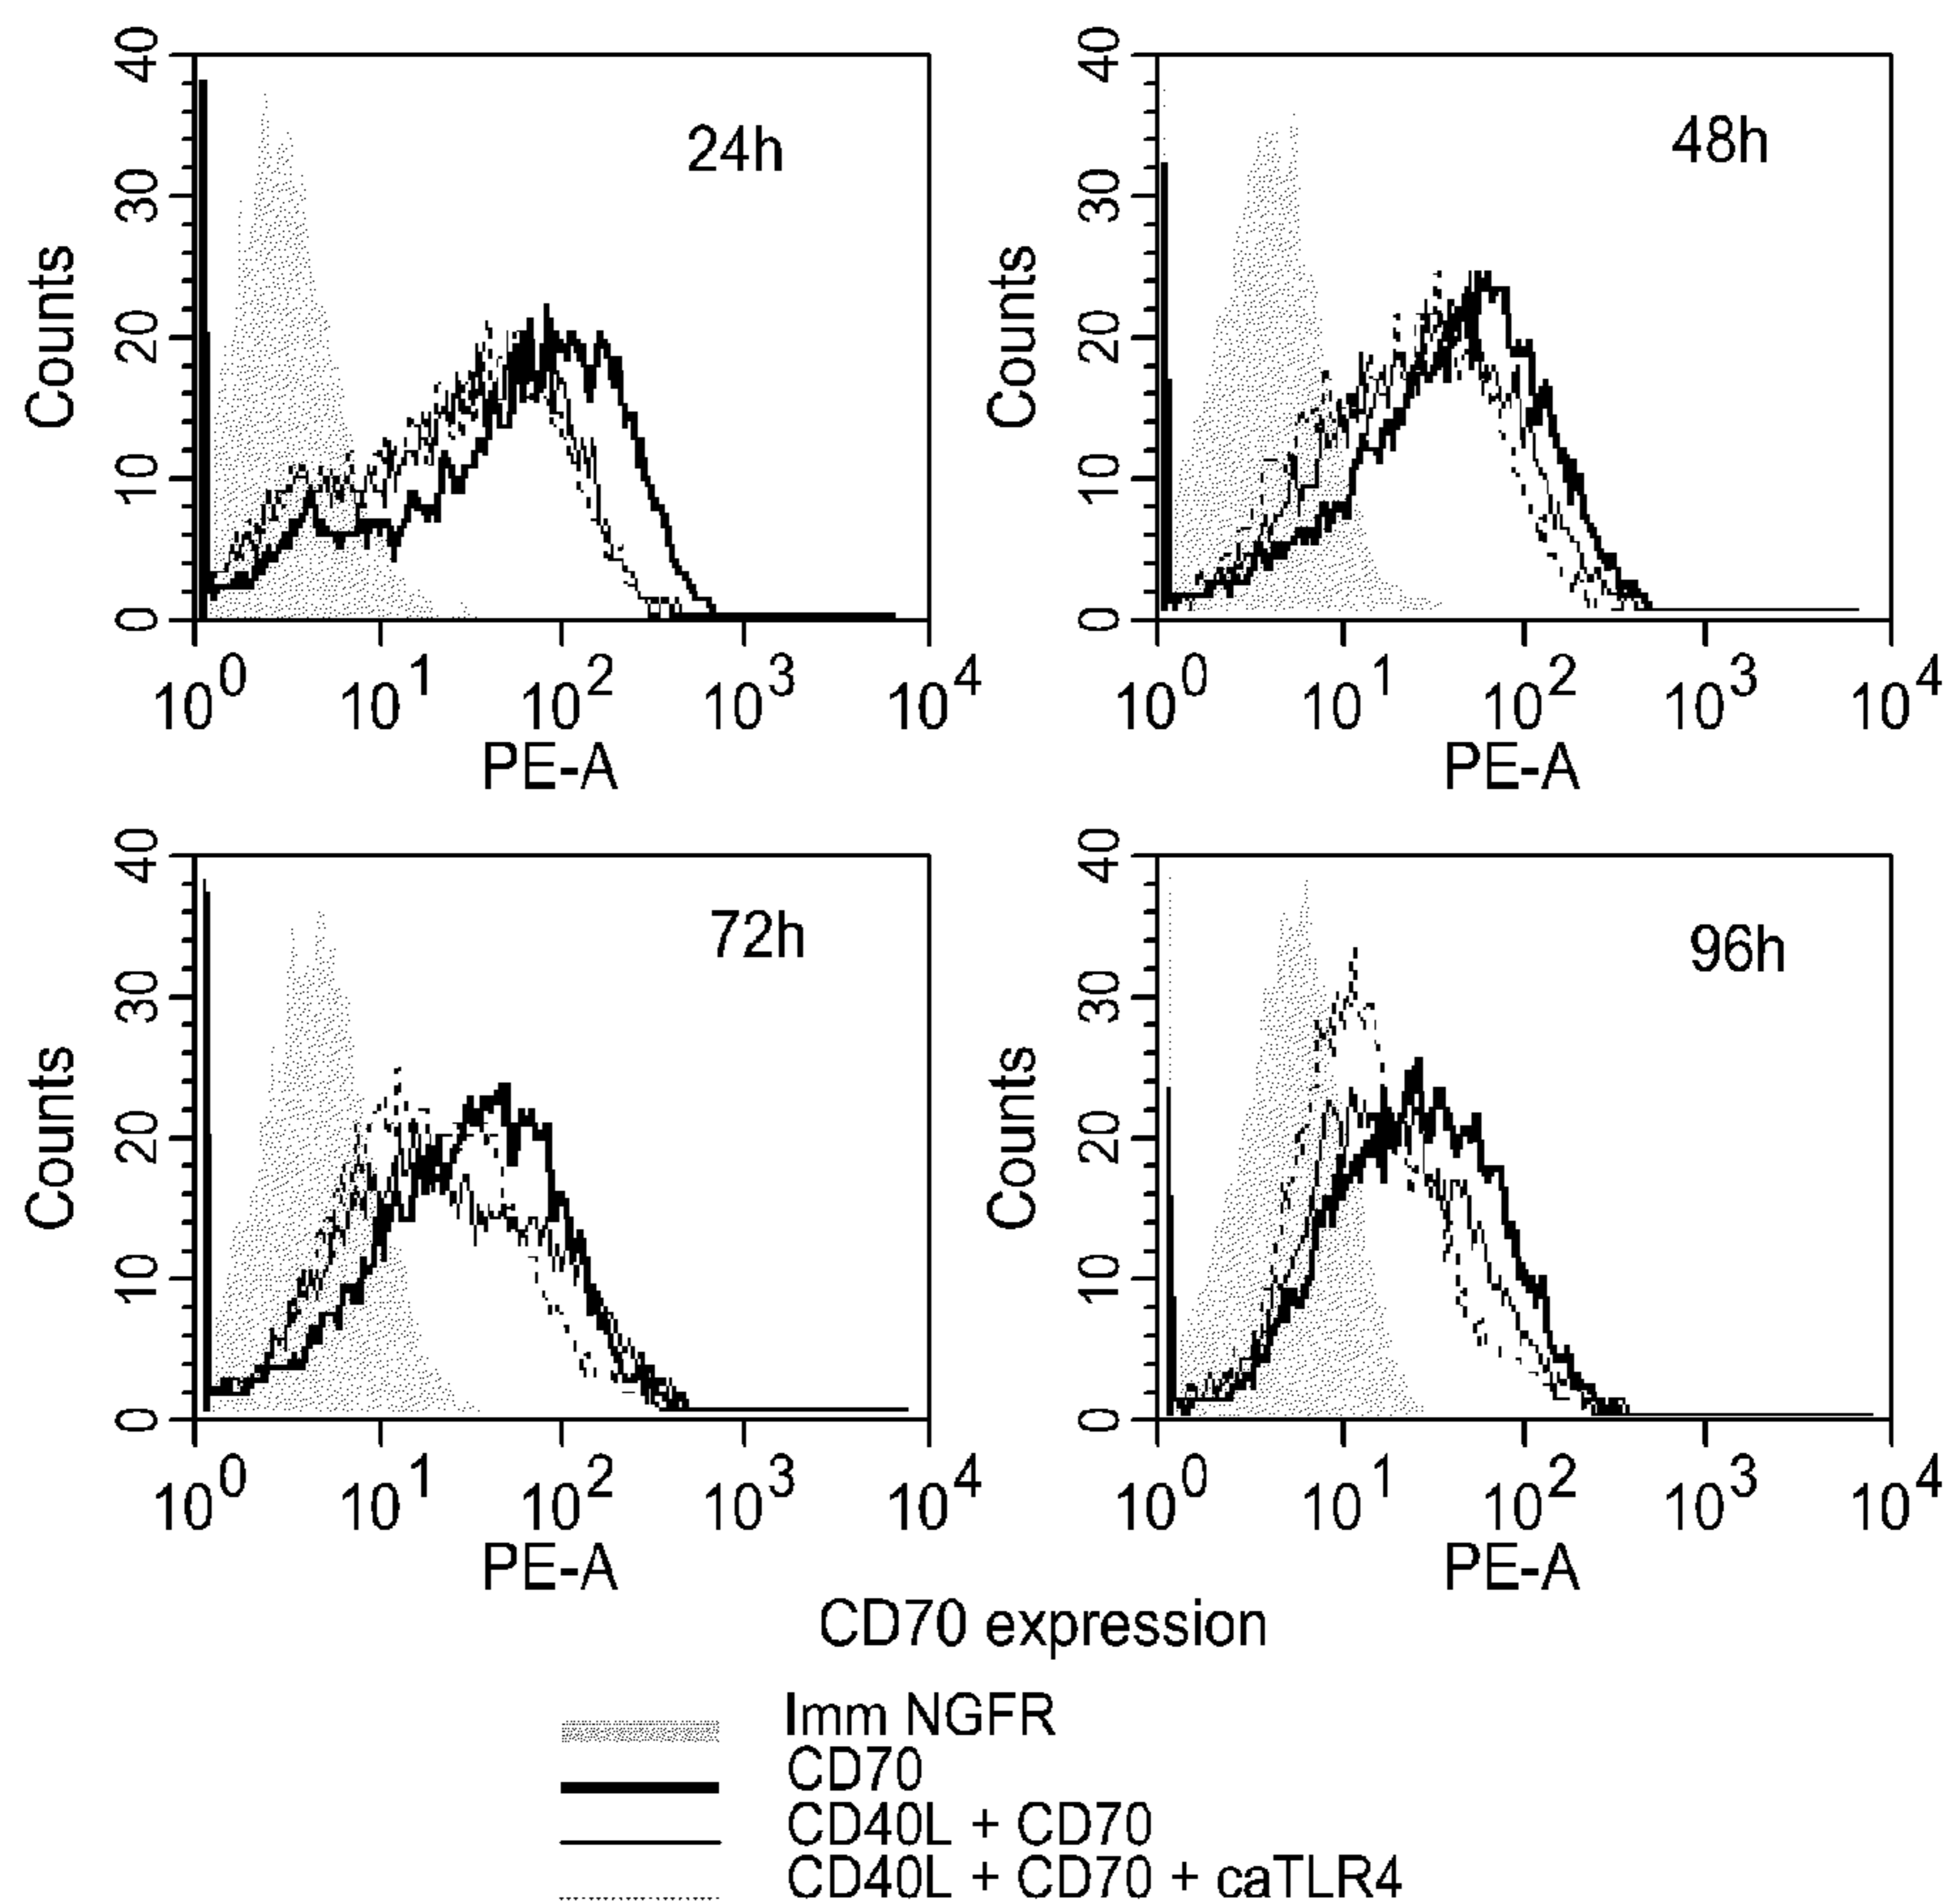 40
30
20
10
0
Counts
24h
10^0 10^1 10^2 10^3 10^4
PE-A
40
30
20
10
0
Counts
48h
10^0 10^1 10^2 10^3 10^4
PE-A
40
30
20
10
0
Counts
72h
10^0 10^1 10^2 10^3 10^4
PE-A
40
30
20
10
0
Counts
96h
10^0 10^1 10^2 10^3 10^4
PE-A
CD70 expression
Imm NGFR
CD70
CD40L + CD70
CD40L + CD70 + caTLR4